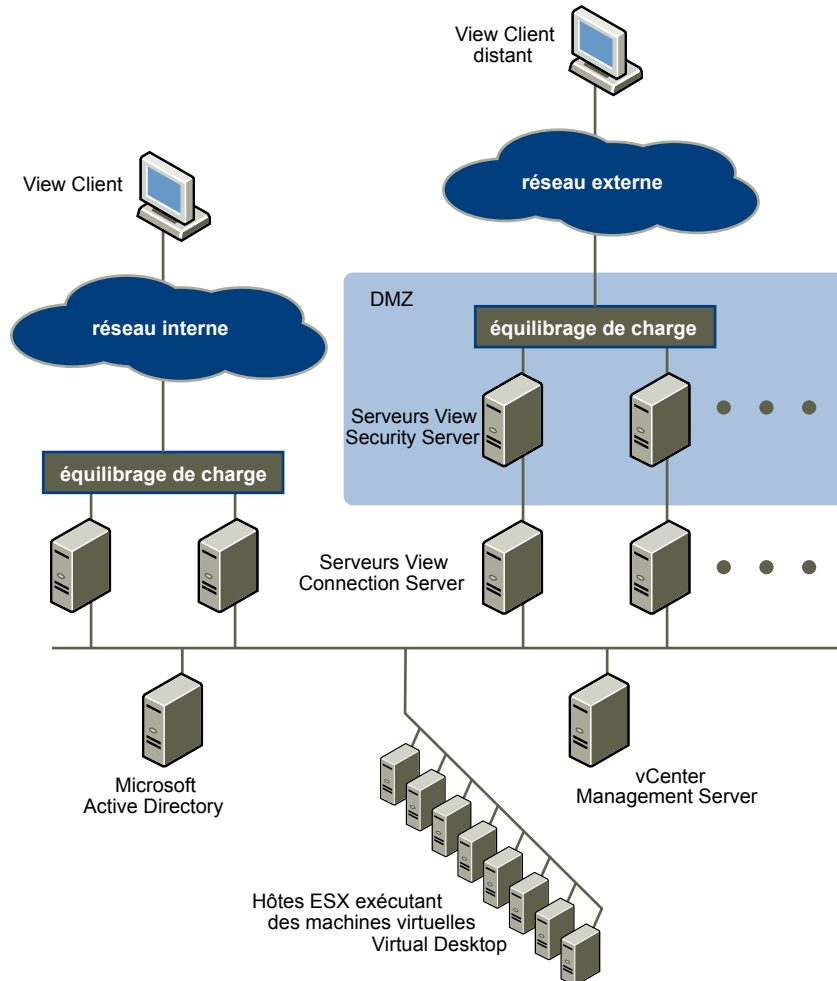 View Client
distant
View Client
réseau externe
réseau interne
DMZ
équilibrage de charge
Serveurs View
Security Server
équilibrage de charge
Serveurs View
Connection Server
Microsoft
Active Directory
vCenter
Management Server
Hôtes ESX exécutant
des machines virtuelles
Virtual Desktop